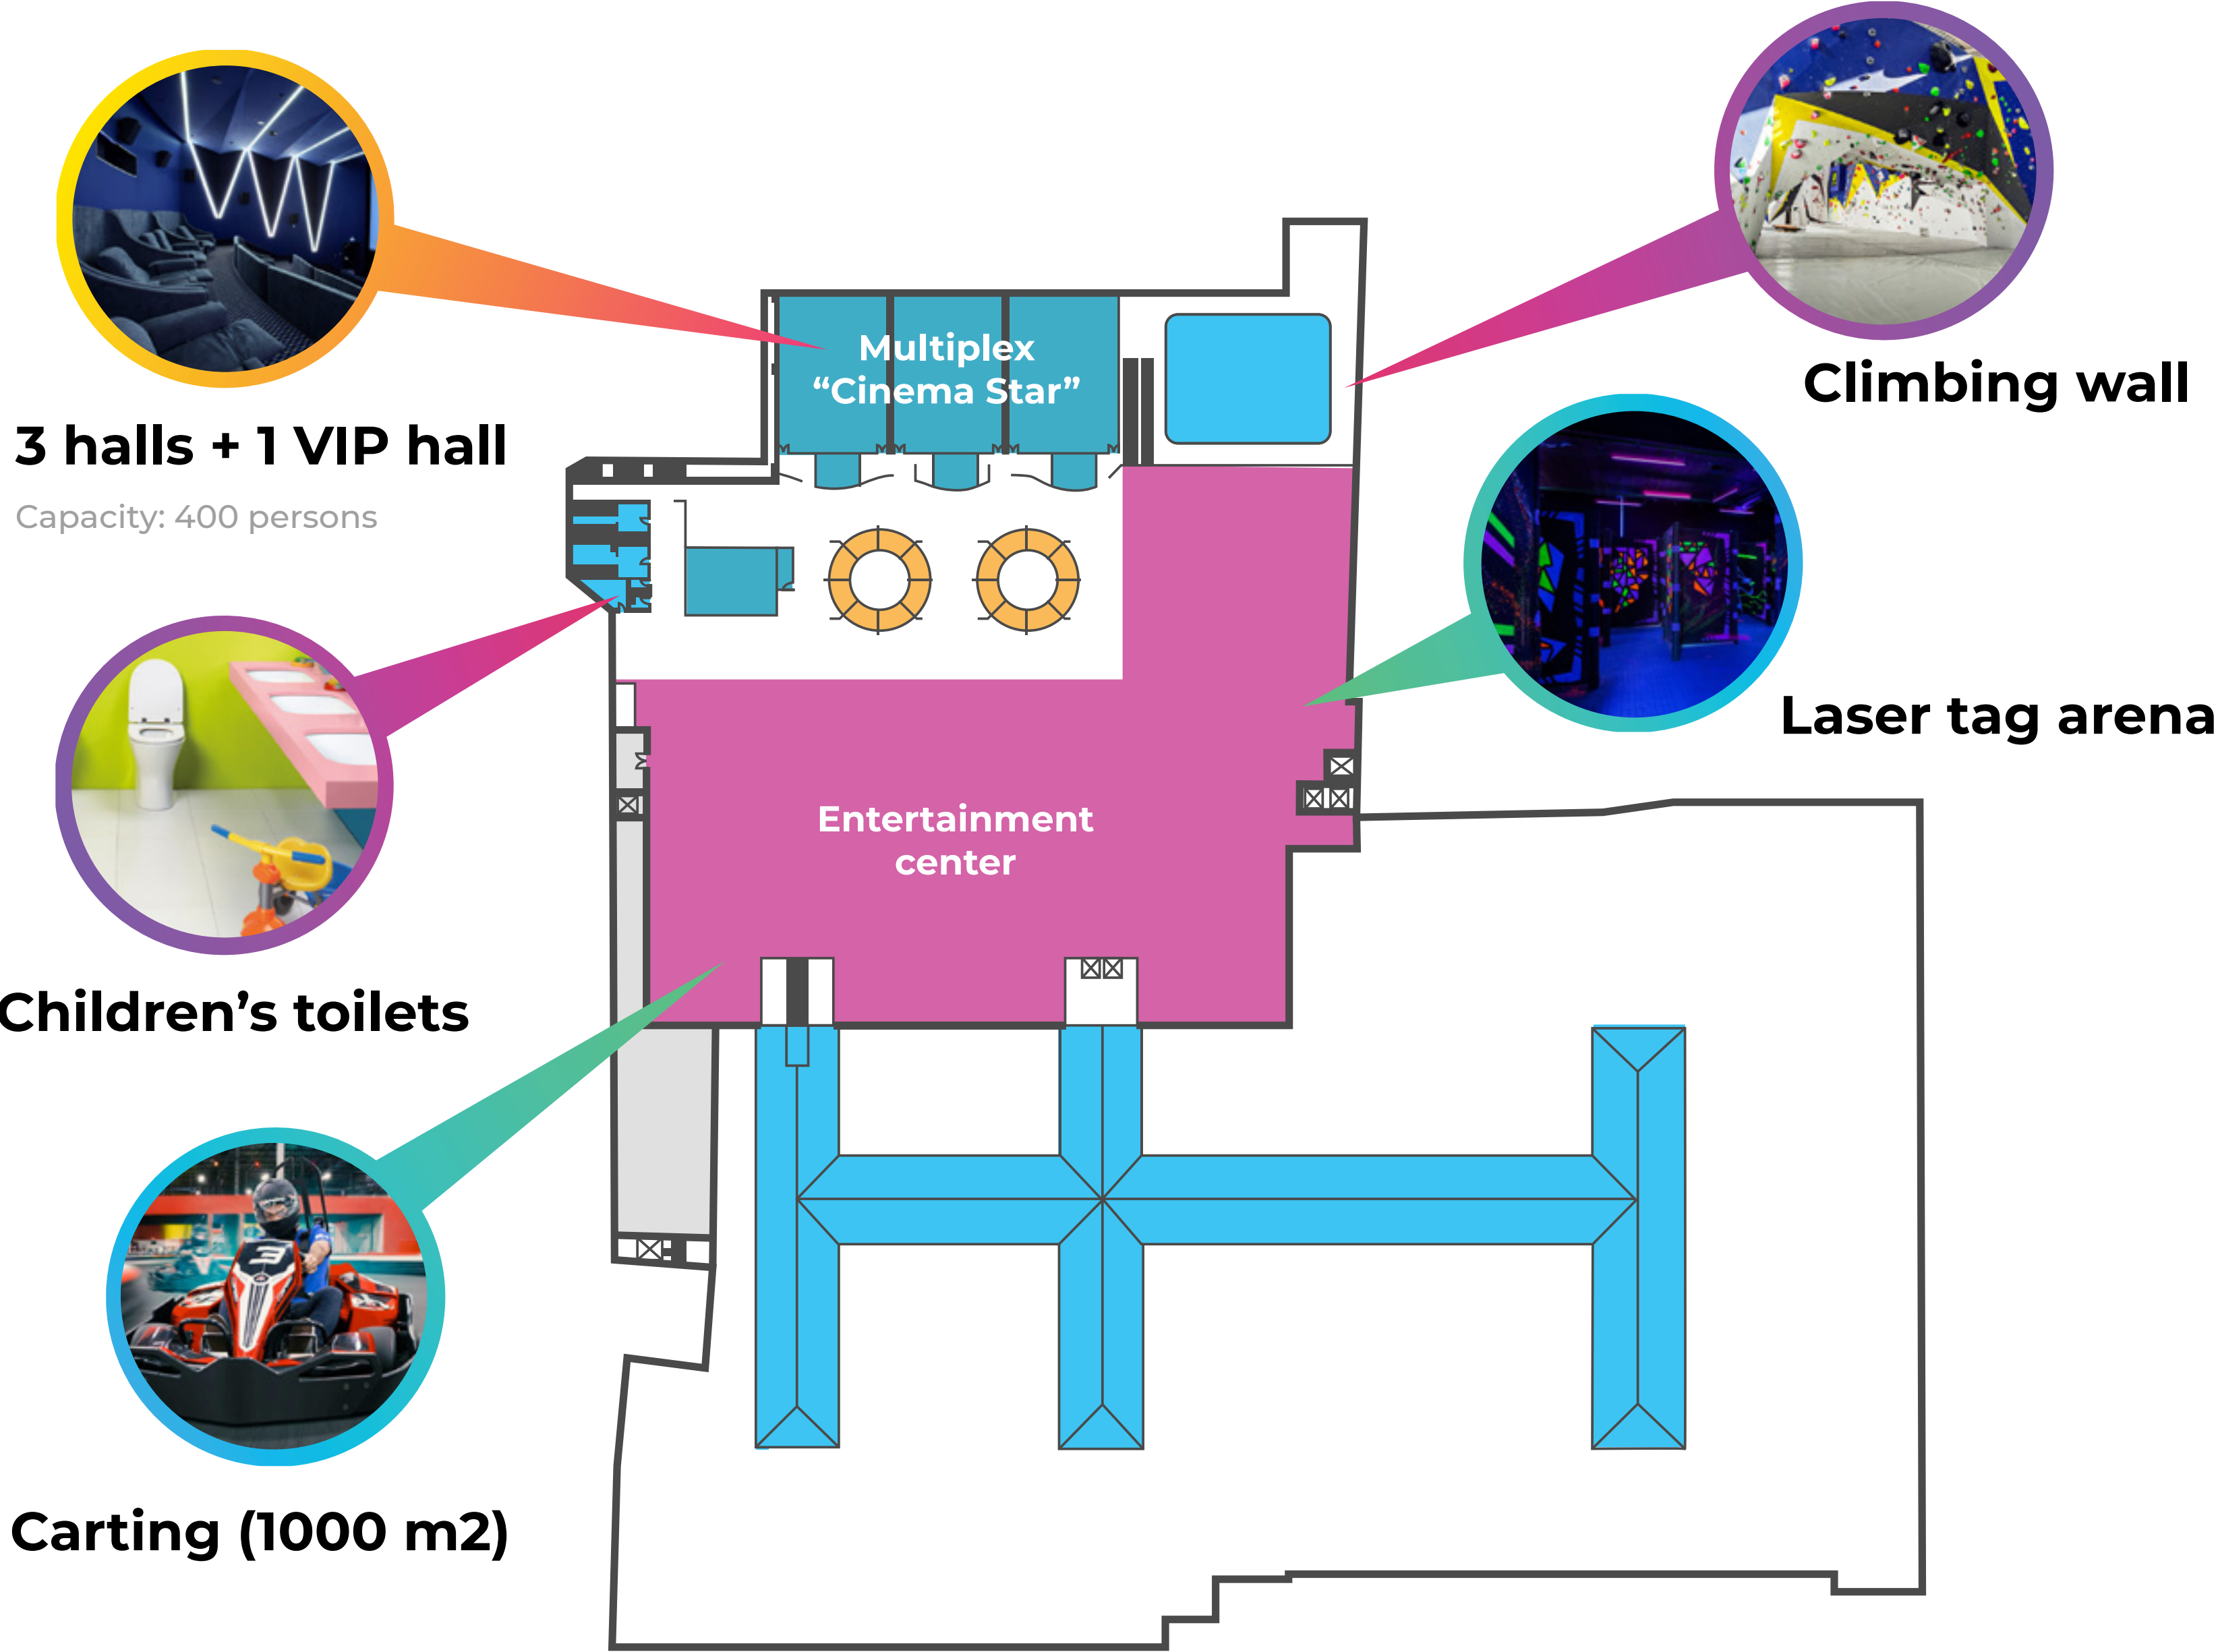 Multiplex
“Cinema Star”
Climbing wall
3 halls + 1 VIP hall
Capacity: 400 persons
Laser tag arena
Entertainment
center
Children’s toilets
3
Carting (1000 m2)